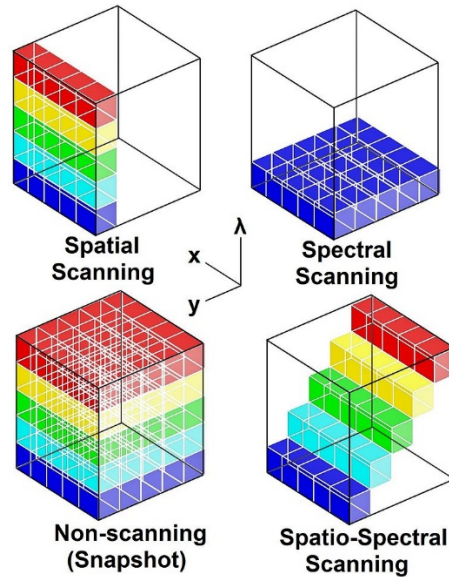 Spatial
Scanning
Spectral
Scanning
λ
x
y
Non-scanning
(Snapshot)
Spatio-Spectral
Scanning